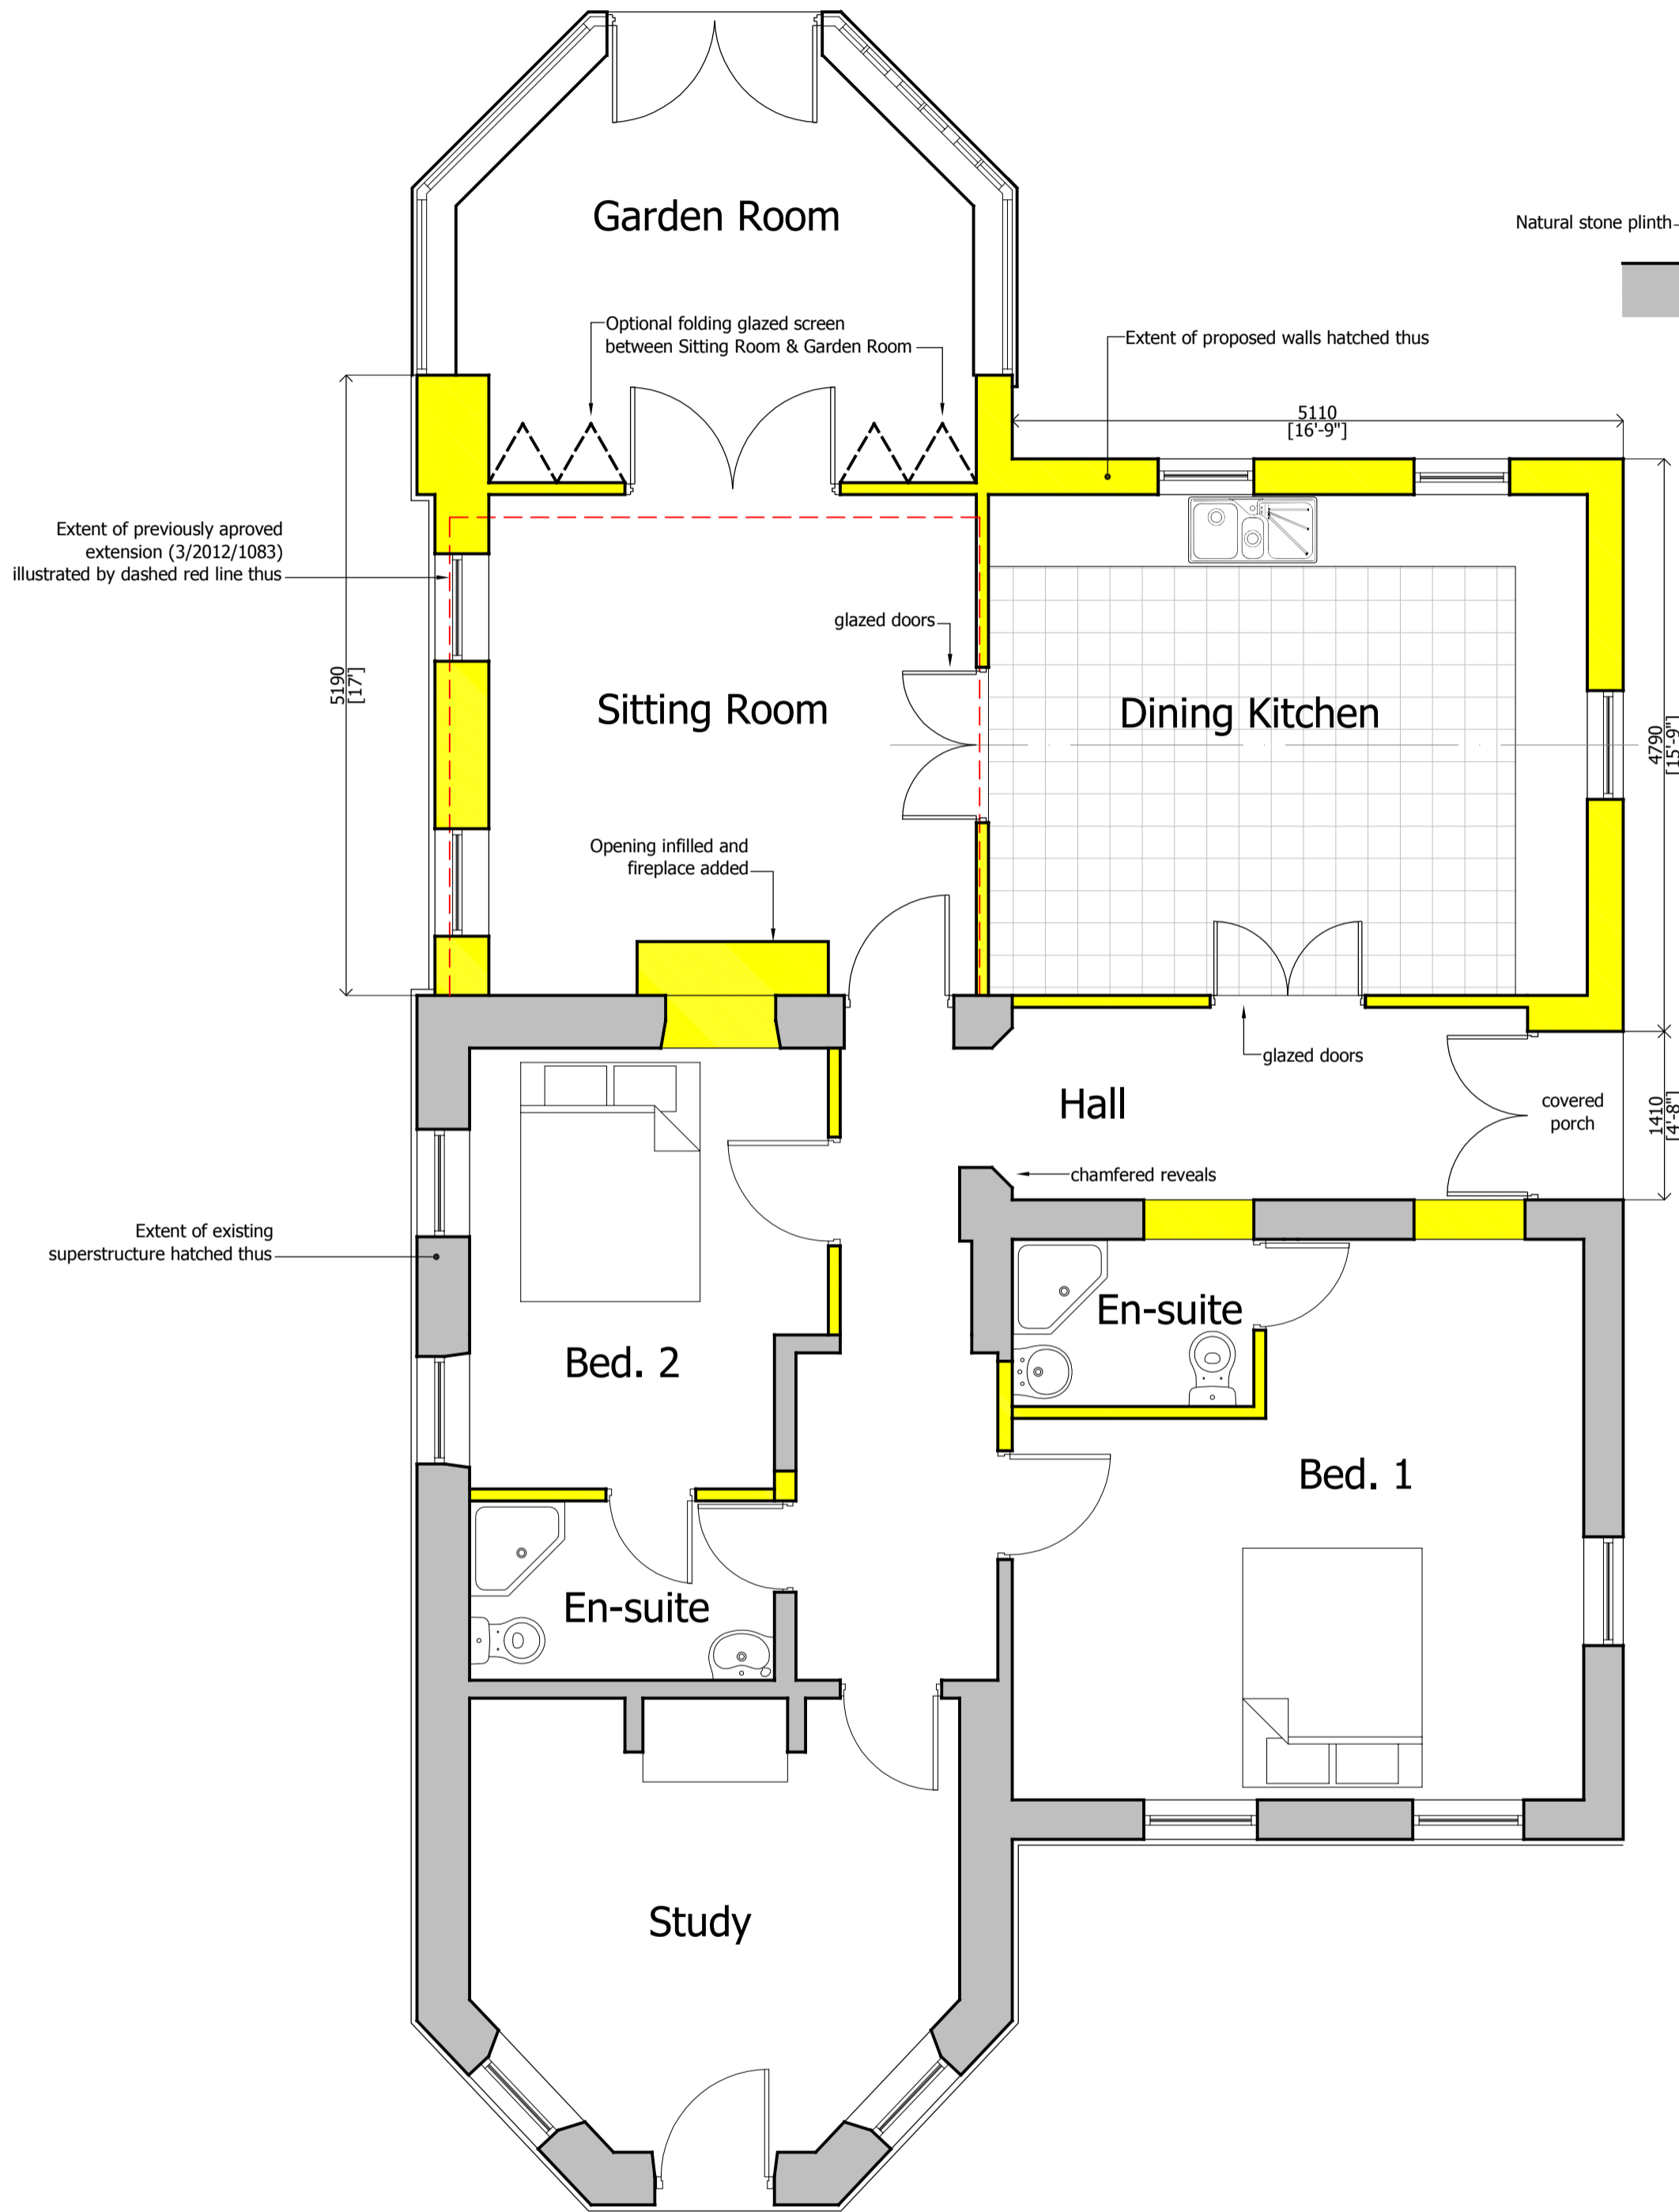 Garden Room
Natural stone plinth
Optional folding glazed screen
between Sitting Room & Garden Room
Extent of proposed walls hatched thus
5110
[16'-9"]
Extent of previously aproved
extension (3/2012/1083)
illustrated by dashed red line thus
glazed doors
5190
[17']
Sitting Room
Dining Kitchen
4790
[15'-9"]
Opening infilled and
fireplace added
glazed doors
Hall
covered
porch
1410
[4'-8"]
chamfered reveals
Extent of existing
superstructure hatched thus
En-suite
Bed. 2
Bed. 1
En-suite
Study